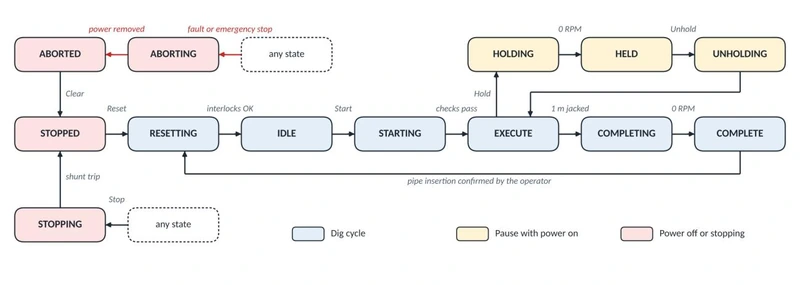 power removed
fault or emergency stop
0 RPM
Unhold
ABORTED
ABORTING
any state
HOLDING
HELD
UNHOLDING
Clear
Hold
Reset
interlocks OK
Start
checks pass
1 m jacked
0 RPM
STOPPED
RESETTING
IDLE
STARTING
EXECUTE
COMPLETING
COMPLETE
shunt trip
pipe insertion confirmed by the operator
Stop
STOPPING
any state
Dig cycle
Pause with power on
Power off or stopping